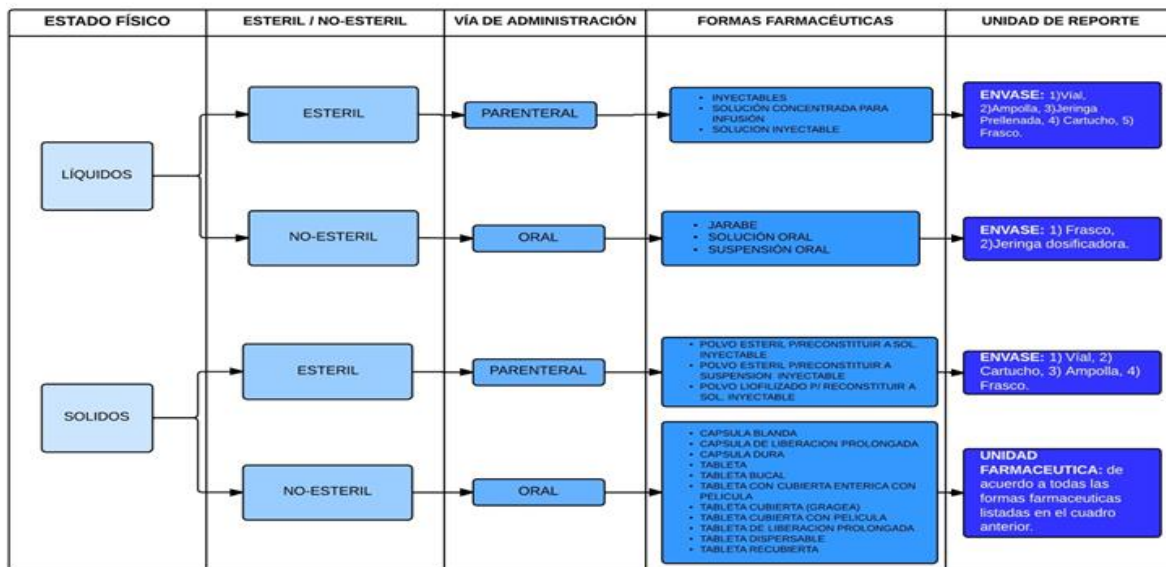 ESTADO FÍSICO
ESTERIL / NO-ESTERIL
VÍA DE ADMINISTRACIÓN
FORMAS FARMACÉUTICAS
UNIDAD DE REPORTE
LÍQUIDOS
ESTERIL
PARENTERAL
• INYECTABLES
• SOLUCIÓN CONCENTRADA PARA
INFUSIÓN
• SOLUCION INYECTABLE
ENVASE: 1)Víal,
2)Ampolla, 3)Jeringa
Prellenada, 4) Cartucho, 5)
Frasco.
NO-ESTERIL
ORAL
• JARABE
• SOLUCIÓN ORAL
• SUSPENSIÓN ORAL
ENVASE: 1) Frasco,
2)Jeringa dosificadora.
SOLIDOS
ESTERIL
PARENTERAL
• POLVO ESTERIL P/RECONSTITUIR A SOL.
INYECTABLE
• POLVO ESTERIL P/RECONSTITUIR A
SUSPENSIÓN INYECTABLE
• POLVO LIOFILIZADO P/ RECONSTITUIR A
SOL. INYECTABLE
ENVASE: 1) Víal, 2)
Cartucho, 3) Ampolla, 4)
Frasco.
NO-ESTERIL
ORAL
• CAPSULA BLANDA
• CAPSULA DE LIBERACION PROLONGADA
• CAPSULA DURA
• TABLETA
• TABLETA BUCAL
• TABLETA CON CUBIERTA ENTERICA CON
PELICULA
• TABLETA CUBIERTA (GRAGEA)
• TABLETA CUBIERTA CON PELICULA
• TABLETA DE LIBERACION PROLONGADA
• TABLETA DISPERSABLE
• TABLETA RECUBIERTA
UNIDAD
FARMACEUTICA: de
acuerdo a todas las
formas farmaceuticas
listadas en el cuadro
anterior.